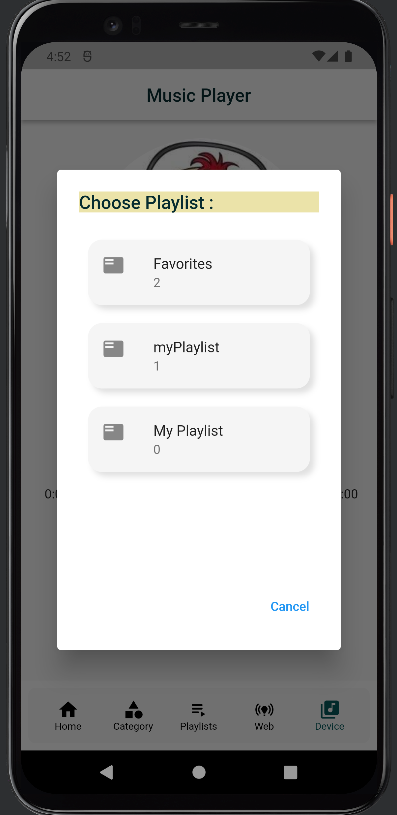 4:52
Music Player
Choose Playlist :
Favorites
2
myPlaylist
1
My Playlist
0
0:0
:00
Cancel
Home
Category
Playlists
Web
Device